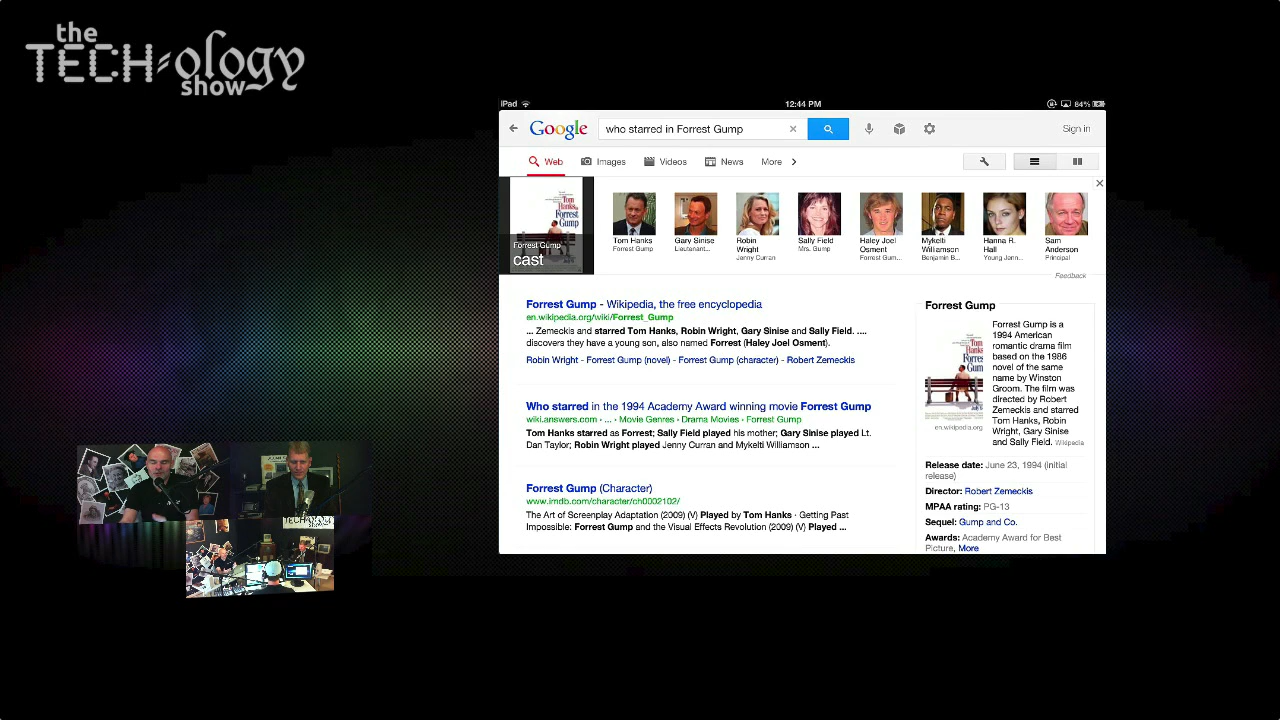 the
TECH-ology
show
iPad
12:44 PM
84%
Google
who starred in Forrest Gump
Sign in
Web
Images
Videos
News
More
Forrest Gump
cast
Tom Hanks
Forrest Gump
Gary Sinise
Lieutenant...
Robin
Wright
Jenny Curran
Sally Field
Mrs. Gump
Haley Joel
Osment
Forrest Gum...
Mykelti
Williamson
Benjamin B...
Hanna R.
Hall
Young Jenn...
Sam
Anderson
Principal
Feedback
Tom
Hanks
Forrest
Gump
Forrest Gump - Wikipedia, the free encyclopedia
en.wikipedia.org/wiki/Forrest_Gump
... Zemeckis and starred Tom Hanks, Robin Wright, Gary Sinise and Sally Field. ....
discovers they have a young son, also named Forrest (Haley Joel Osment).
Robin Wright - Forrest Gump (novel) - Forrest Gump (character) - Robert Zemeckis
Who starred in the 1994 Academy Award winning movie Forrest Gump
wiki.answers.com › ... › Movie Genres › Drama Movies › Forrest Gump
Tom Hanks starred as Forrest; Sally Field played his mother; Gary Sinise played Lt.
Dan Taylor; Robin Wright played Jenny Curran and Mykelti Williamson ...
Forrest Gump (Character)
www.imdb.com/character/ch0002102/
The Art of Screenplay Adaptation (2009) (V) Played by Tom Hanks · Getting Past
Impossible: Forrest Gump and the Visual Effects Revolution (2009) (V) Played ...
Forrest Gump
Forrest Gump is a
1994 American
romantic drama film
based on the 1986
novel of the same
name by Winston
Groom. The film was
directed by Robert
Zemeckis and starred
Tom Hanks, Robin
Wright, Gary Sinise
and Sally Field. Wikipedia
en.wikipedia.org
Release date: June 23, 1994 (initial
release)
Director: Robert Zemeckis
MPAA rating: PG-13
Sequel: Gump and Co.
Awards: Academy Award for Best
Picture, More
TECH-ology